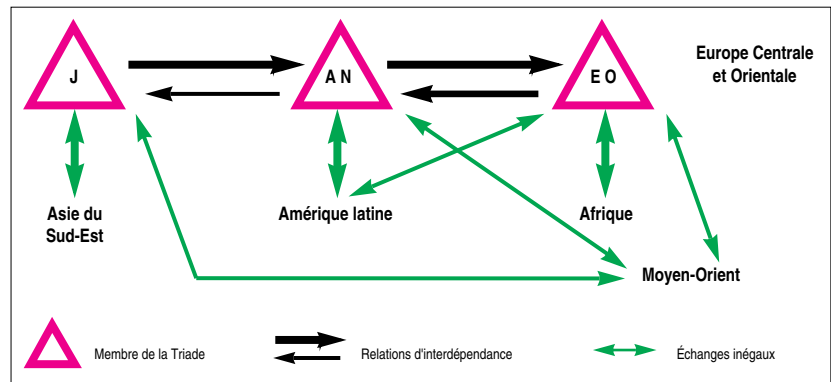 J
A N
E O
Europe Centrale
et Orientale
Asie du
Sud-Est
Amérique latine
Afrique
Moyen-Orient
Membre de la Triade
Relations d'interdépendance
Échanges inégaux